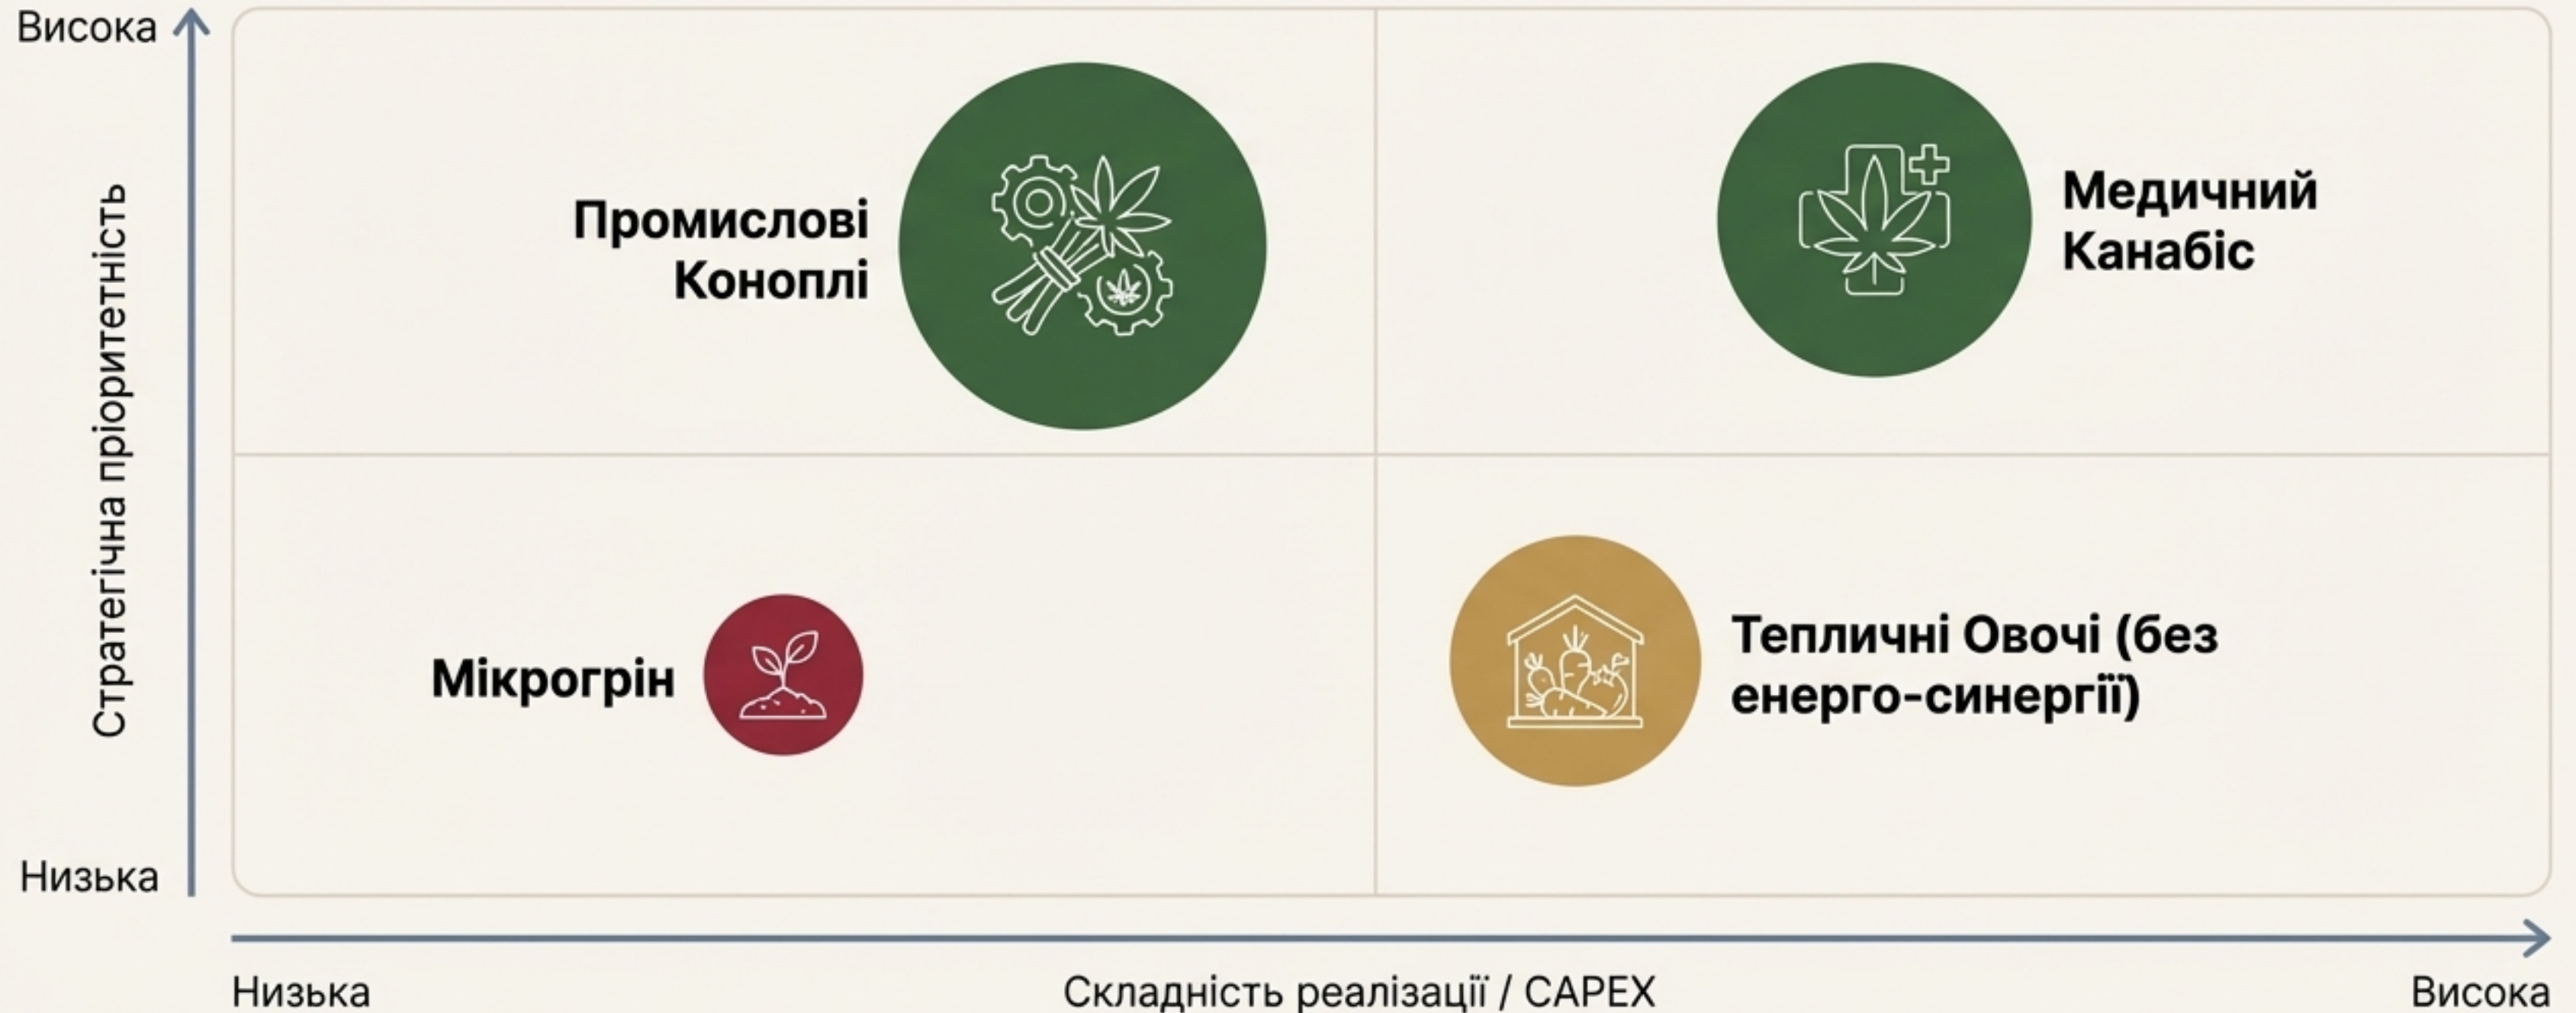 Висока
Стратегічна пріоритетність
Низька
Промислові
Коноплі
Медичний
Канабіс
Мікрогрін
Тепличні Овочі (без
енерго-синергії)
Низька
Складність реалізації / CAPEX
Висока